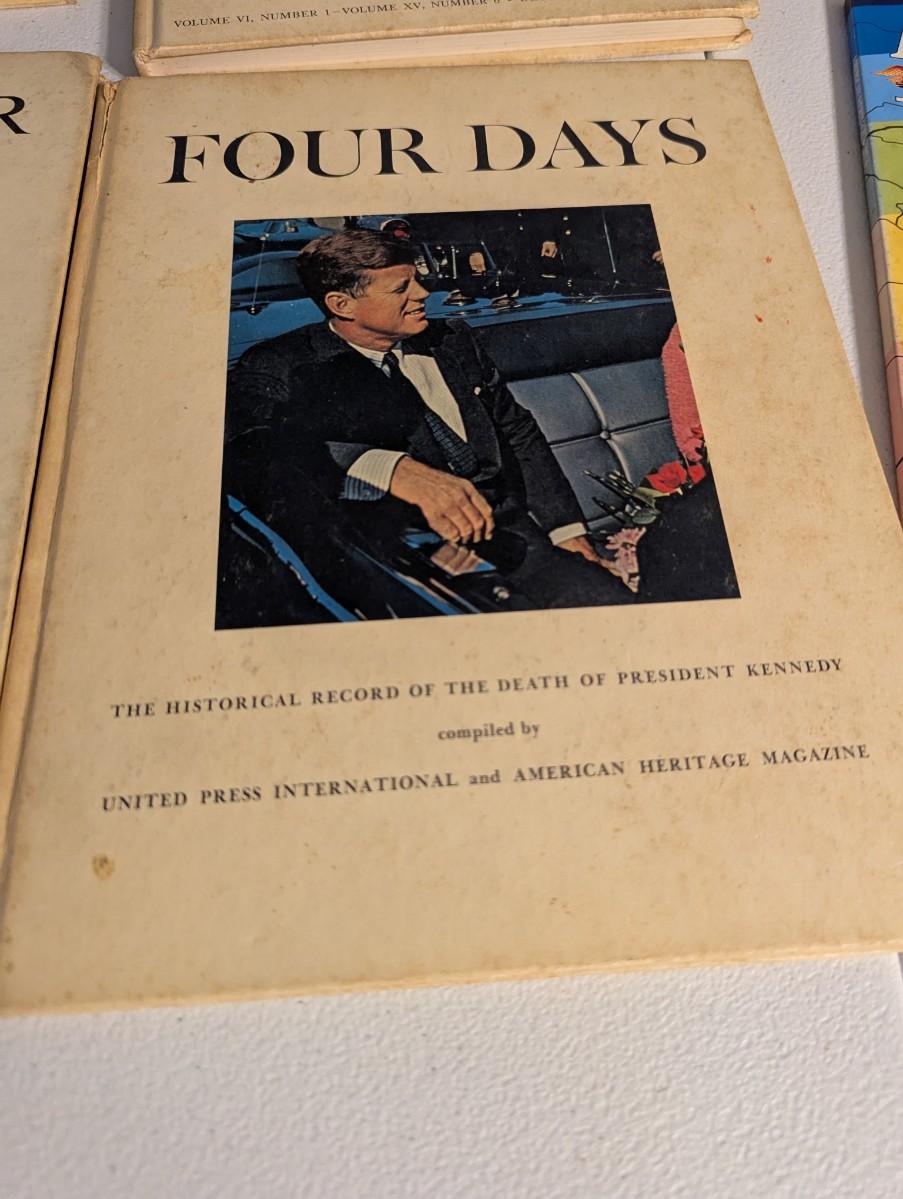 VOLUME VI, NUMBER 1–VOLUME XV, NUMBER 6
R
FOUR DAYS
THE HISTORICAL RECORD OF THE DEATH OF PRESIDENT KENNEDY
compiled by
UNITED PRESS INTERNATIONAL and AMERICAN HERITAGE MAGAZINE